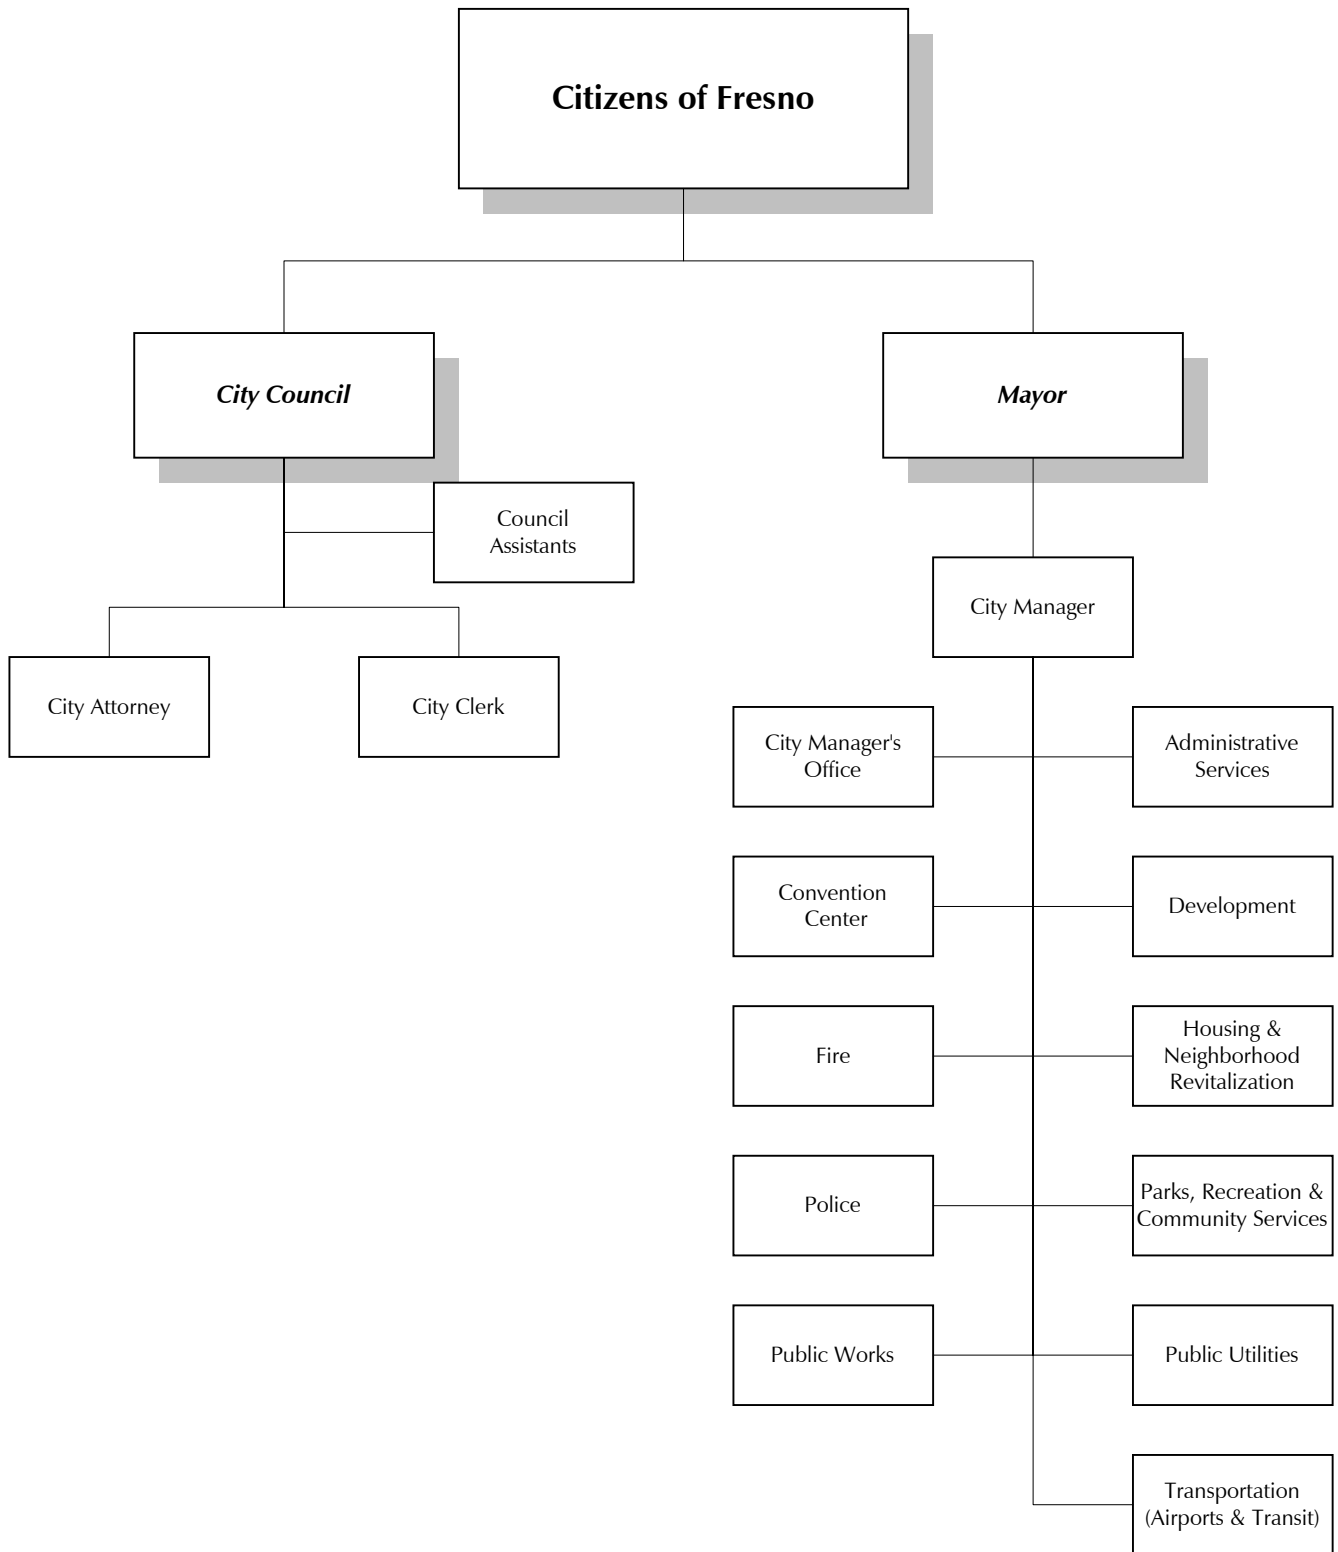 Citizens of Fresno
City Council
Mayor
Council
Assistants
City Manager
City Attorney
City Clerk
City Manager's
Office
Administrative
Services
Convention
Center
Development
Fire
Housing &
Neighborhood
Revitalization
Police
Parks, Recreation &
Community Services
Public Works
Public Utilities
Transportation
(Airports & Transit)